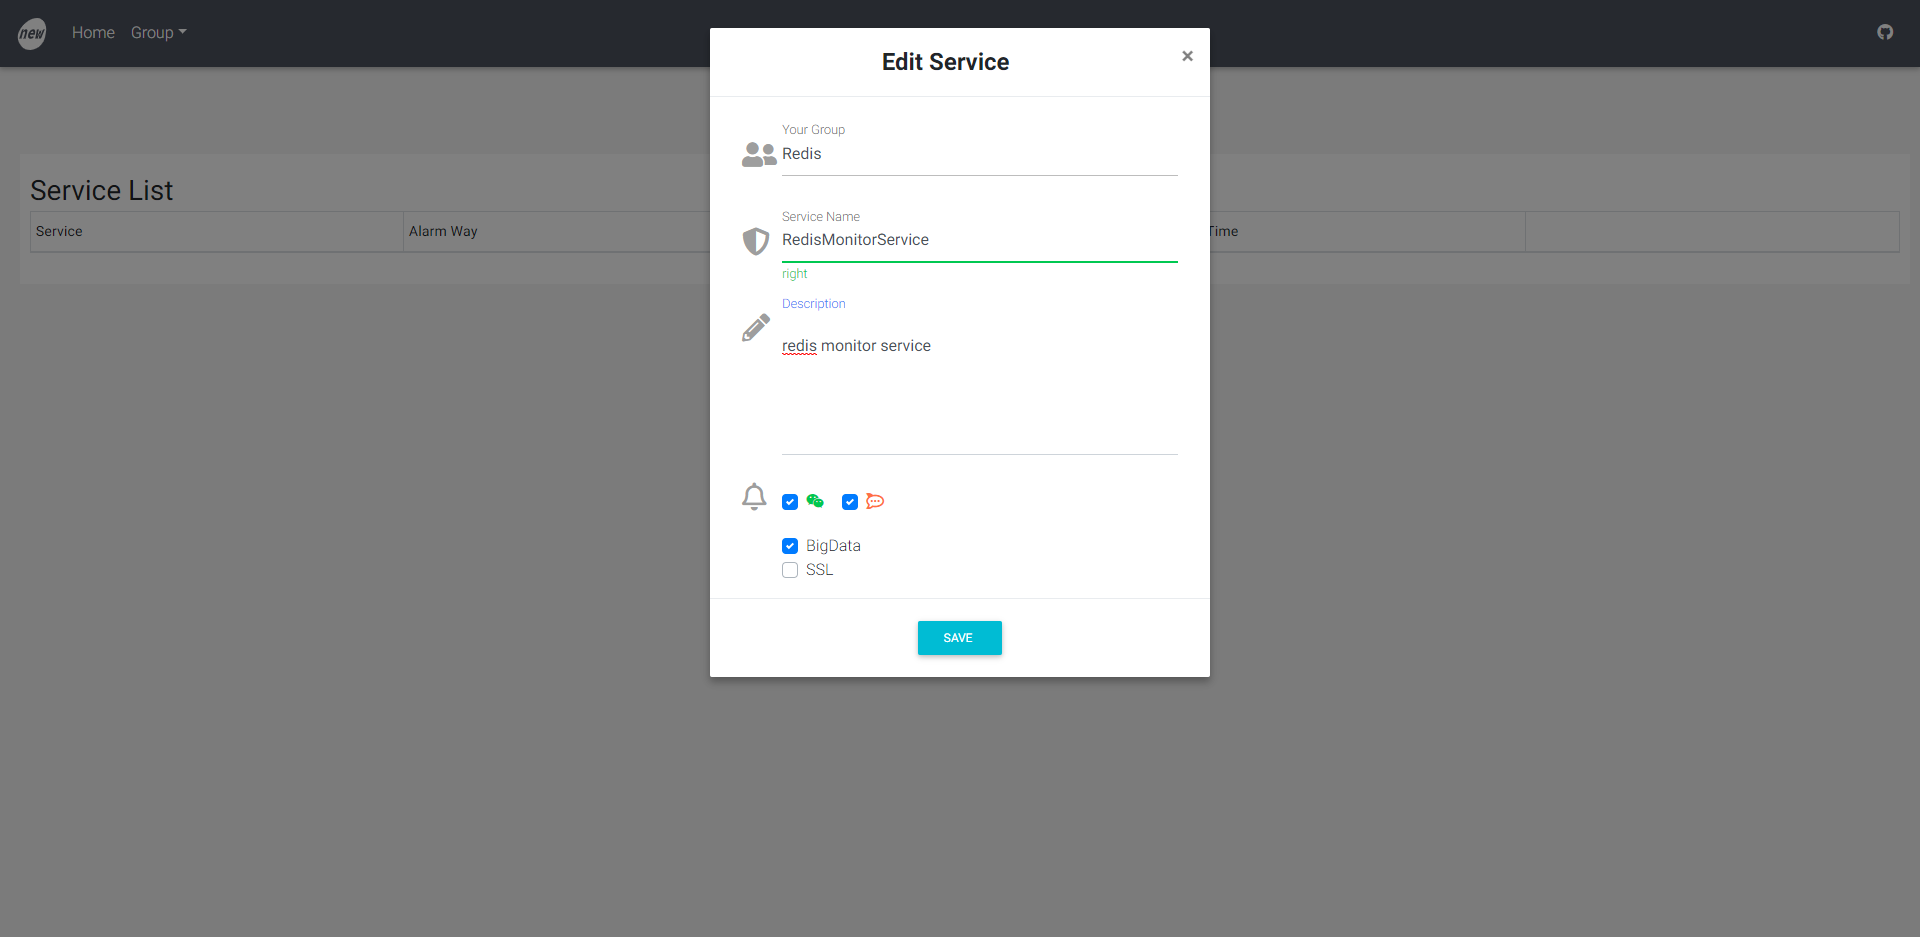 new Home Group
Edit Service ×
Your Group
Redis
Service List
Service Alarm Way Time
Service Name
RedisMonitorService
right
Description
redis monitor service
BigData
SSL
SAVE